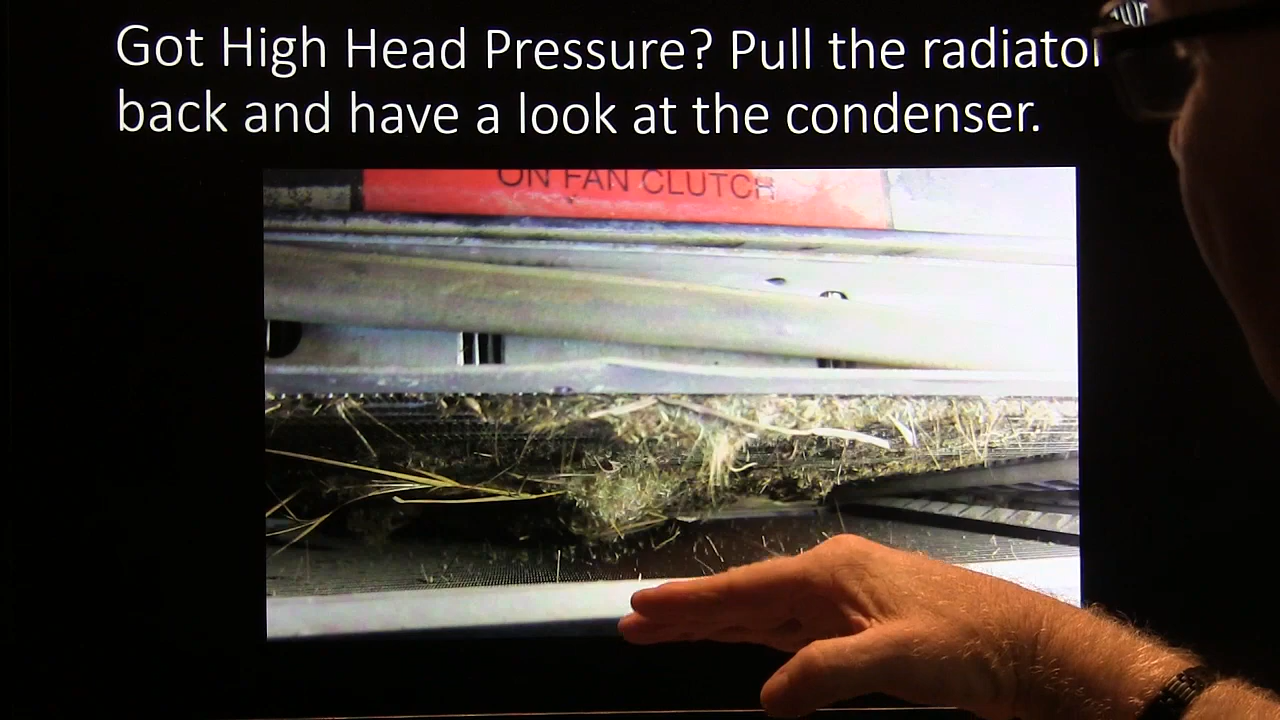 Got High Head Pressure? Pull the radiator
back and have a look at the condenser.
ON FAN CLUTCH